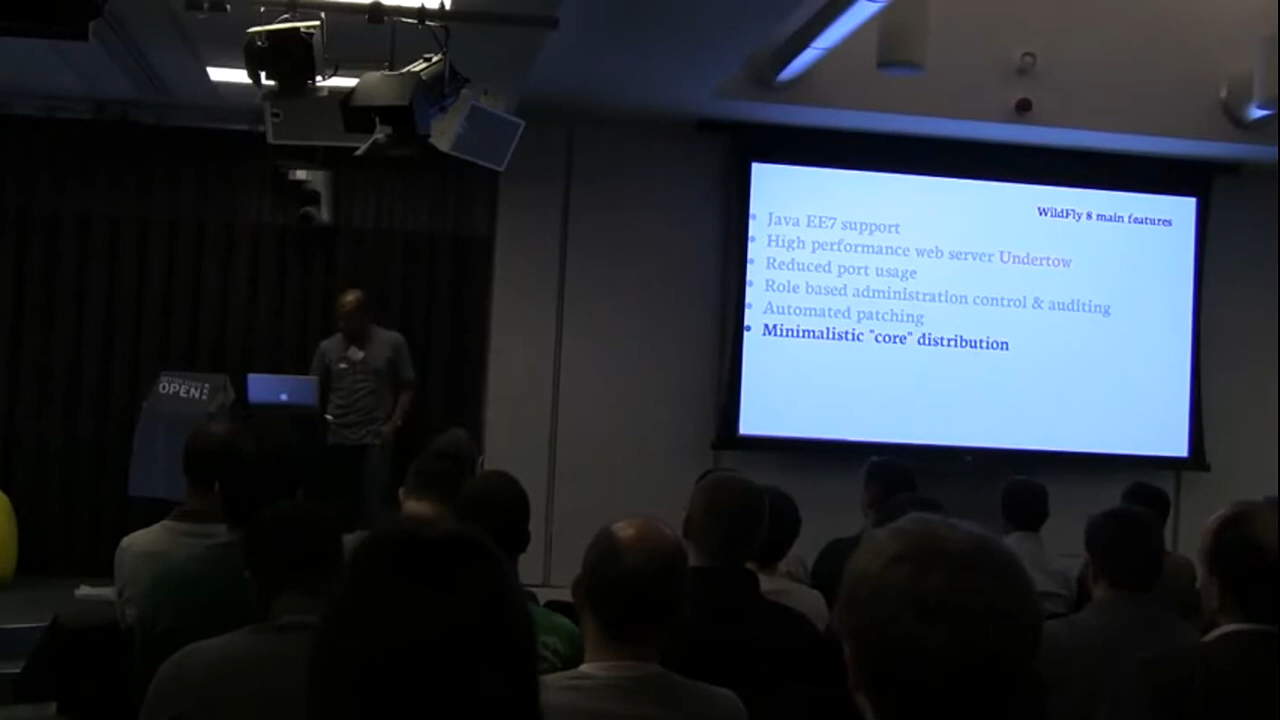 WildFly 8 main features
Java EE7 support
High performance web server Undertow
Reduced port usage
Role based administration control & auditing
Automated patching
Minimalistic "core" distribution
OPEN